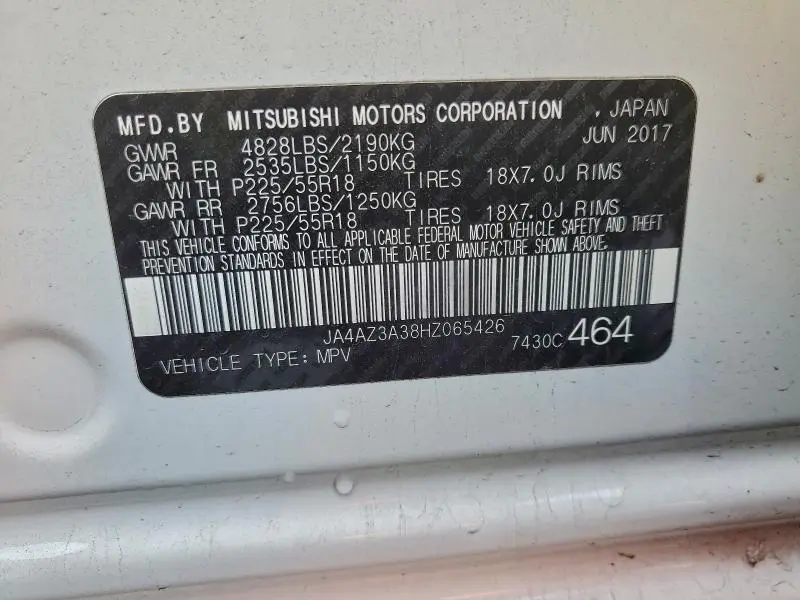 MFD.BY MITSUBISHI MOTORS CORPORATION , JAPAN
GVWR 4828LBS/2190KG JUN 2017
GAWR FR 2535LBS/1150KG
WITH P225/55R18 TIRES 18X7.0J RIMS
GAWR RR 2756LBS/1250KG
WITH P225/55R18 TIRES 18X7.0J RIMS
THIS VEHICLE CONFORMS TO ALL APPLICABLE FEDERAL MOTOR VEHICLE SAFETY AND THEFT
PREVENTION STANDARDS IN EFFECT ON THE DATE OF MANUFACTURE SHOWN ABOVE.
JA4AZ3A38HZ065426
7430C 464
VEHICLE TYPE: MPV